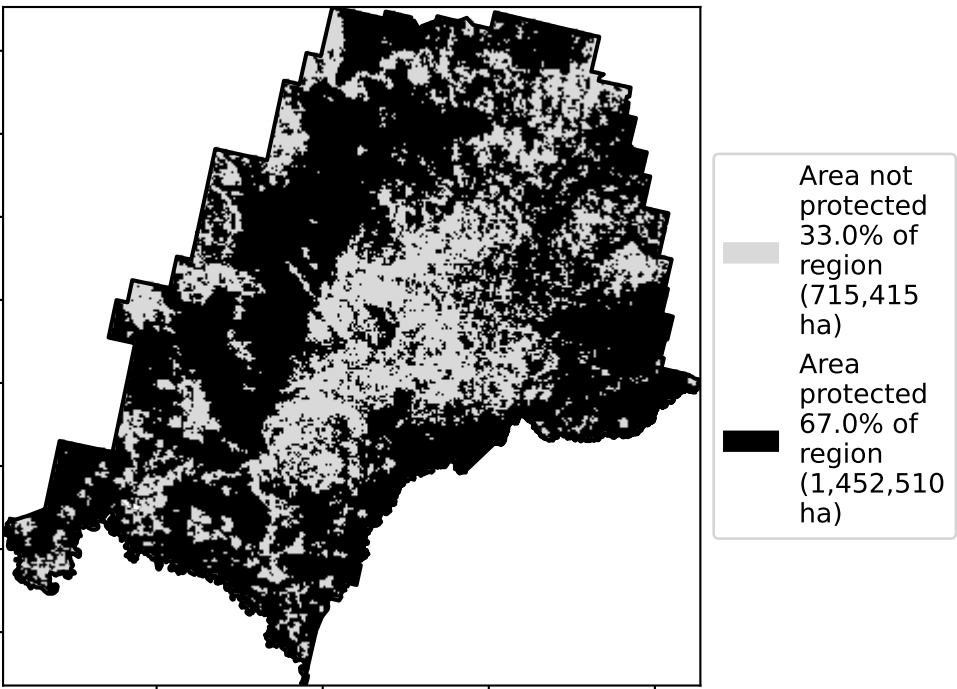 Area not
protected
33.0% of
region
(715,415
ha)
Area
protected
67.0% of
region
(1,452,510
ha)